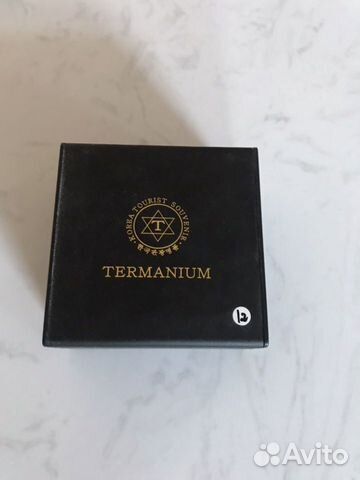 KOREA TOURIST SOUVENIR
T
TERMANIUM
Avito